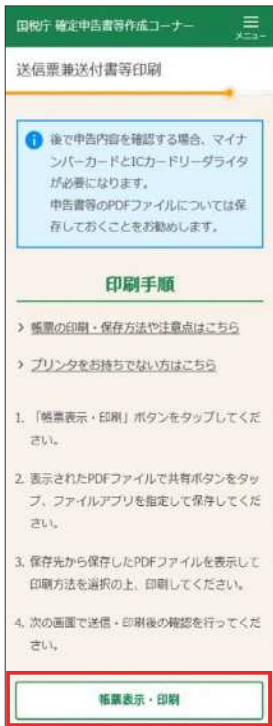 国税庁 確定申告書等作成コーナー
メニュー
送信票兼送付書等印刷
後で申告内容を確認する場合、マイナ
ンバーカードとICカードリーダライタ
が必要になります。
申告書等のPDFファイルについては保
存しておくことをお勧めします。
印刷手順
> 帳票の印刷・保存方法や注意点はこちら
> プリンタをお持ちでない方はこちら
1. 「帳票表示・印刷」ボタンをタップしてくだ
さい。
2. 表示されたPDFファイルで共有ボタンをタッ
プ、ファイルアプリを指定して保存してくだ
さい。
3. 保存先から保存したPDFファイルを表示して
印刷方法を選択の上、印刷してください。
4. 次の画面で送信・印刷後の確認を行ってくだ
さい。
帳票表示・印刷